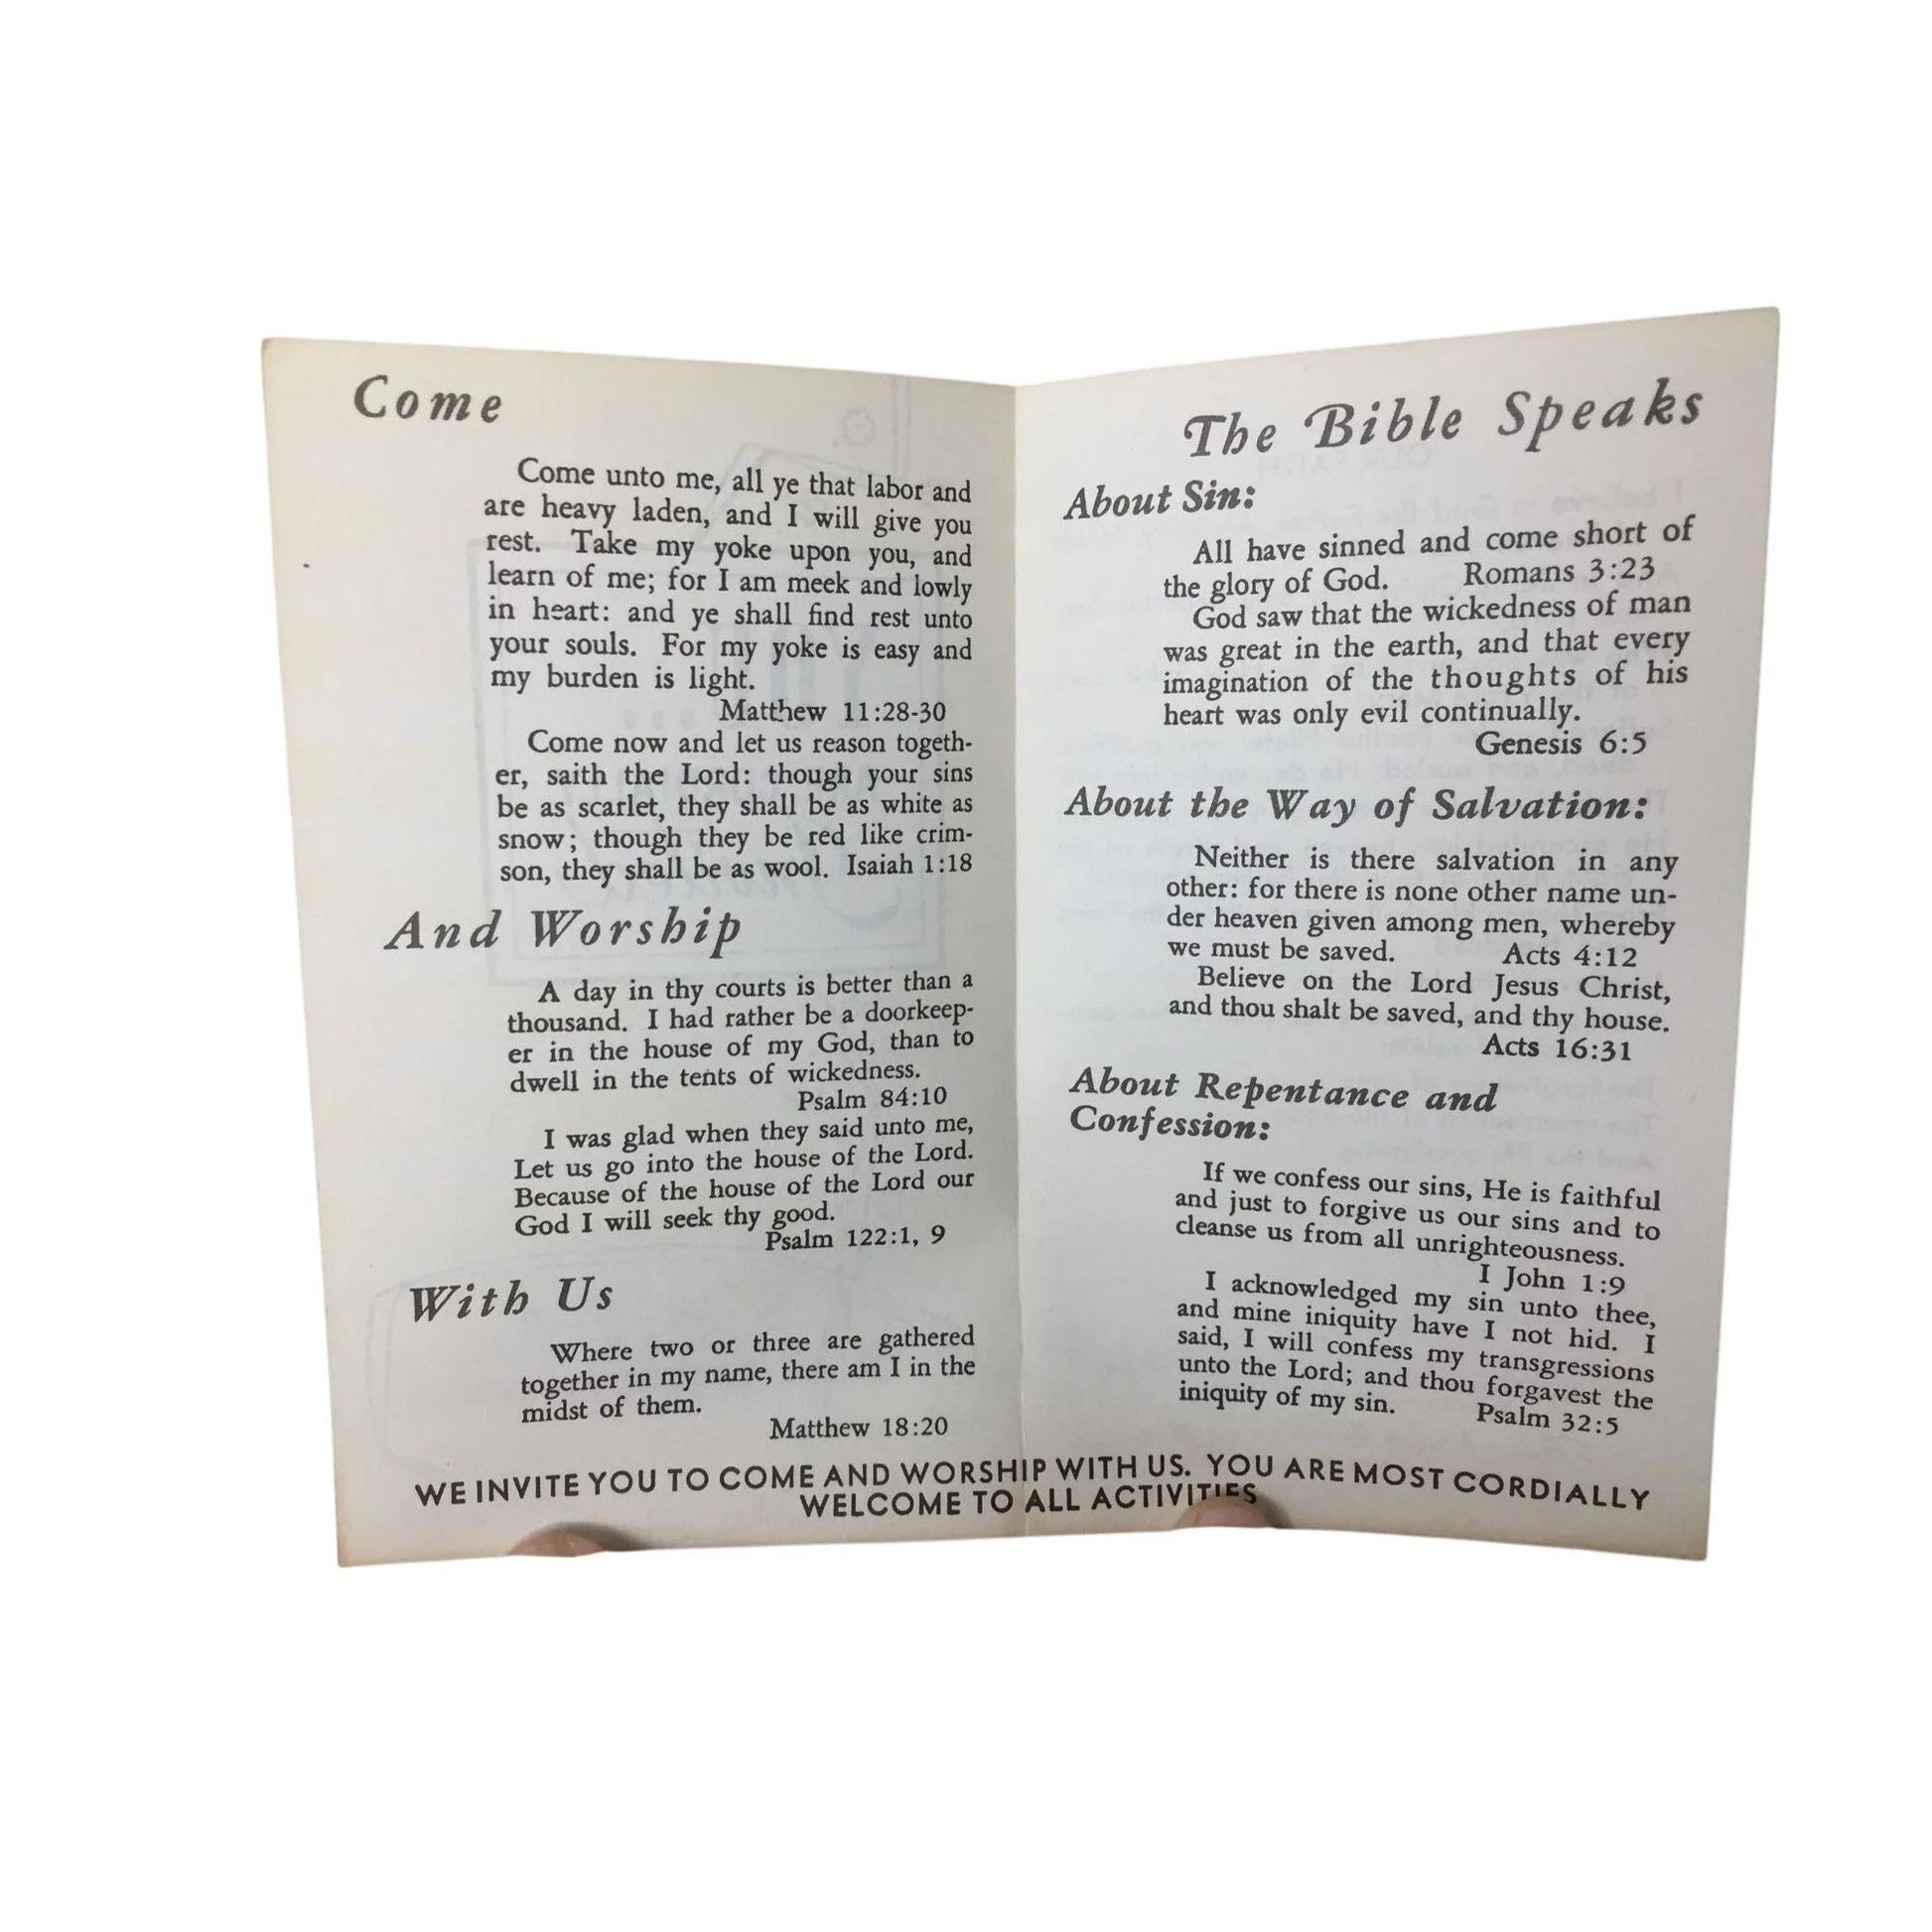 Come
Come unto me, all ye that labor and
are heavy laden, and I will give you
rest. Take my yoke upon you, and
learn of me; for I am meek and lowly
in heart: and ye shall find rest unto
your souls. For my yoke is easy and
my burden is light.
Matthew 11:28-30
Come now and let us reason togeth-
er, saith the Lord: though your sins
be as scarlet, they shall be as white as
snow; though they be red like crim-
son, they shall be as wool. Isaiah 1:18
And Worship
A day in thy courts is better than a
thousand. I had rather be a doorkeep-
er in the house of my God, than to
dwell in the tents of wickedness.
Psalm 84:10
I was glad when they said unto me,
Let us go into the house of the Lord.
Because of the house of the Lord our
God I will seek thy good.
Psalm 122:1, 9
With Us
Where two or three are gathered
together in my name, there am I in the
midst of them.
Matthew 18:20
The Bible Speaks
About Sin:
All have sinned and come short of
the glory of God. Romans 3:23
God saw that the wickedness of man
was great in the earth, and that every
imagination of the thoughts of his
heart was only evil continually.
Genesis 6:5
About the Way of Salvation:
Neither is there salvation in any
other: for there is none other name un-
der heaven given among men, whereby
we must be saved. Acts 4:12
Believe on the Lord Jesus Christ,
and thou shalt be saved, and thy house.
Acts 16:31
About Repentance and
Confession:
If we confess our sins, He is faithful
and just to forgive us our sins and to
cleanse us from all unrighteousness.
I John 1:9
I acknowledged my sin unto thee,
and mine iniquity have I not hid. I
said, I will confess my transgressions
unto the Lord; and thou forgavest the
iniquity of my sin. Psalm 32:5
WE INVITE YOU TO COME AND WORSHIP WITH US. YOU ARE MOST CORDIALLY
WELCOME TO ALL ACTIVITIES